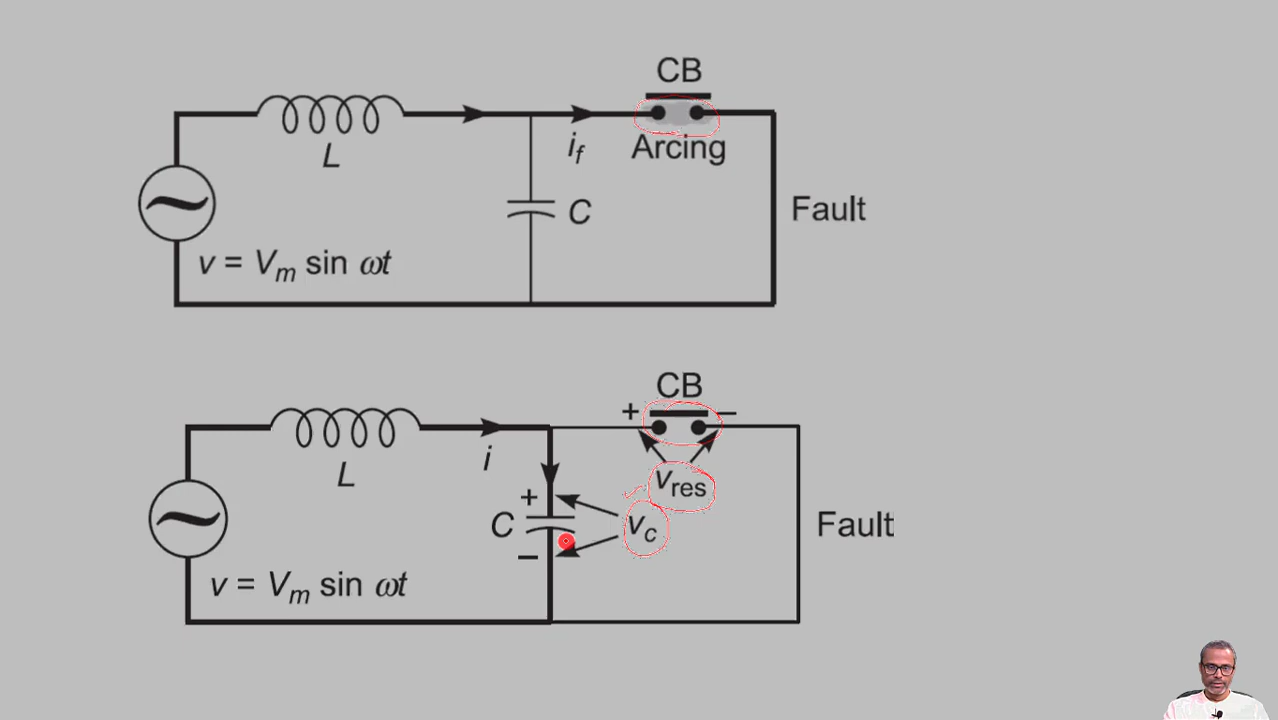 CB
L
i_f
Arcing
C
Fault
v = V_m sin ωt
CB
+ −
i
L
v_res
+
C
v_c
−
Fault
v = V_m sin ωt